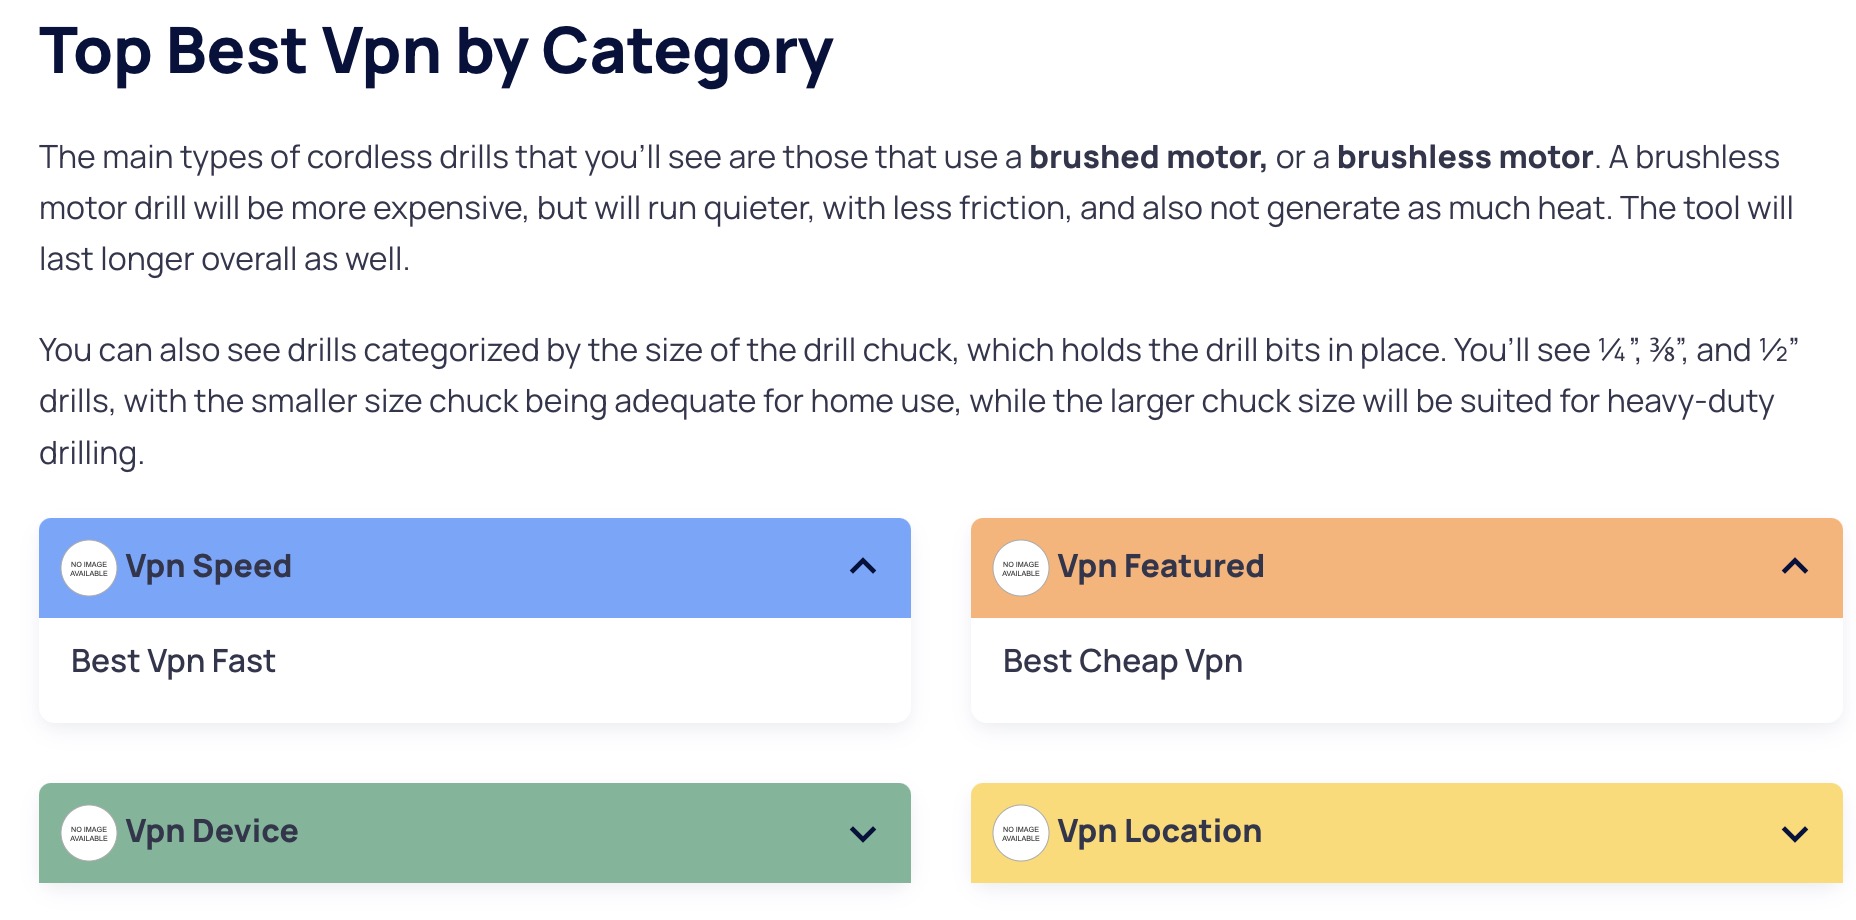 Top Best Vpn by Category
The main types of cordless drills that you’ll see are those that use a brushed motor, or a brushless motor. A brushless
motor drill will be more expensive, but will run quieter, with less friction, and also not generate as much heat. The tool will
last longer overall as well.
You can also see drills categorized by the size of the drill chuck, which holds the drill bits in place. You’ll see ¼”, ⅜”, and ½”
drills, with the smaller size chuck being adequate for home use, while the larger chuck size will be suited for heavy-duty
drilling.
NO IMAGE
AVAILABLE
Vpn Speed
Best Vpn Fast
NO IMAGE
AVAILABLE
Vpn Featured
Best Cheap Vpn
NO IMAGE
AVAILABLE
Vpn Device
NO IMAGE
AVAILABLE
Vpn Location